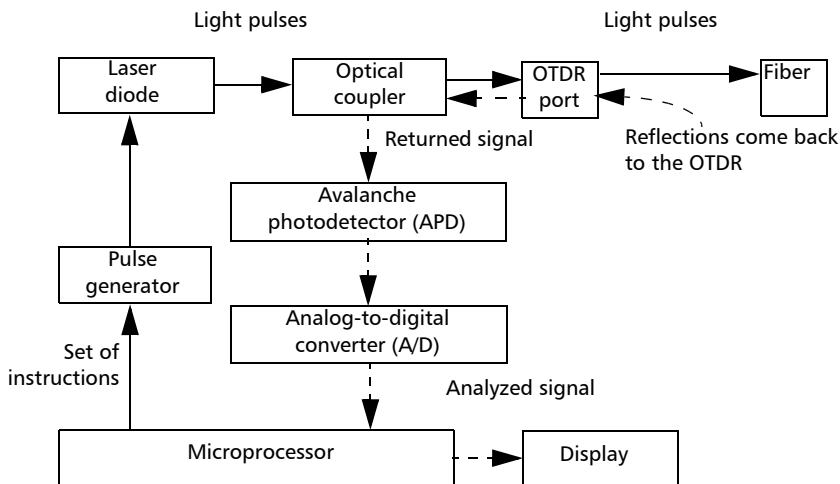 Light pulses
Light pulses
Laser
diode
Optical
coupler
OTDR
port
Fiber
Returned signal
Reflections come back
to the OTDR
Avalanche
photodetector (APD)
Pulse
generator
Analog-to-digital
converter (A/D)
Set of
instructions
Analyzed signal
Microprocessor
Display